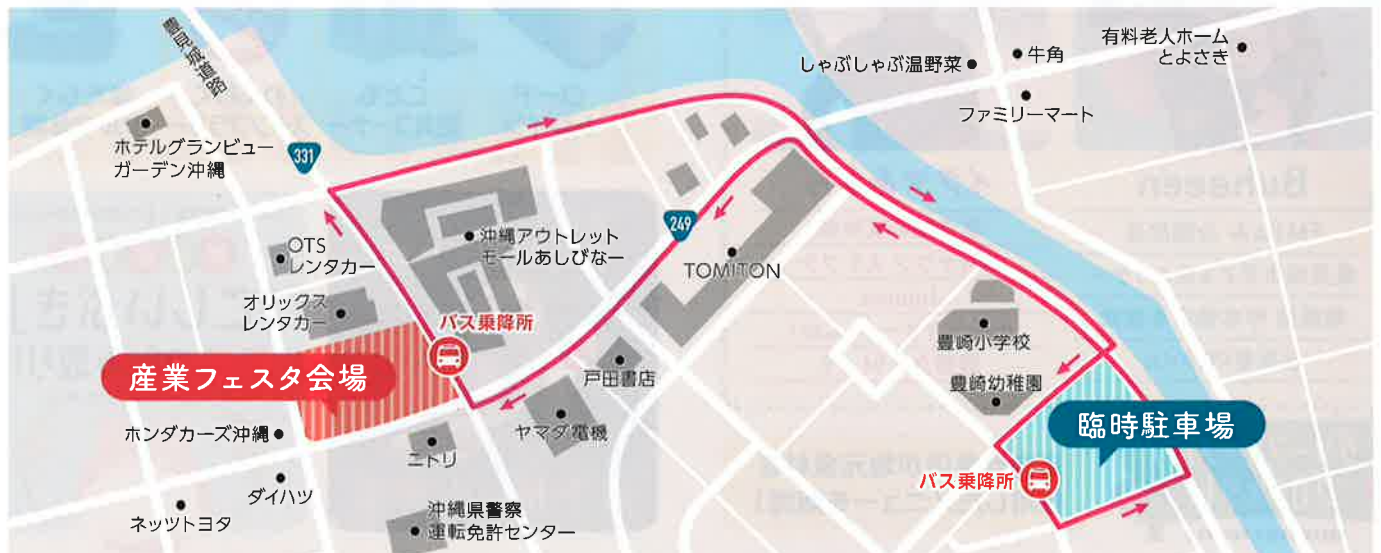 豊見城道路
有料老人ホーム
とよさき
牛角
しゃぶしゃぶ温野菜
ファミリーマート
ホテルグランビュー
ガーデン沖縄
331
249
沖縄アウトレット
モールあしびなー
OTS
レンタカー
TOMITON
オリックス
レンタカー
バス乗降所
豊崎小学校
産業フェスタ会場
戸田書店
豊崎幼稚園
臨時駐車場
ホンダカーズ沖縄
ヤマダ電機
ニトリ
バス乗降所
ダイハツ
ネッツトヨタ
沖縄県警察
運転免許センター